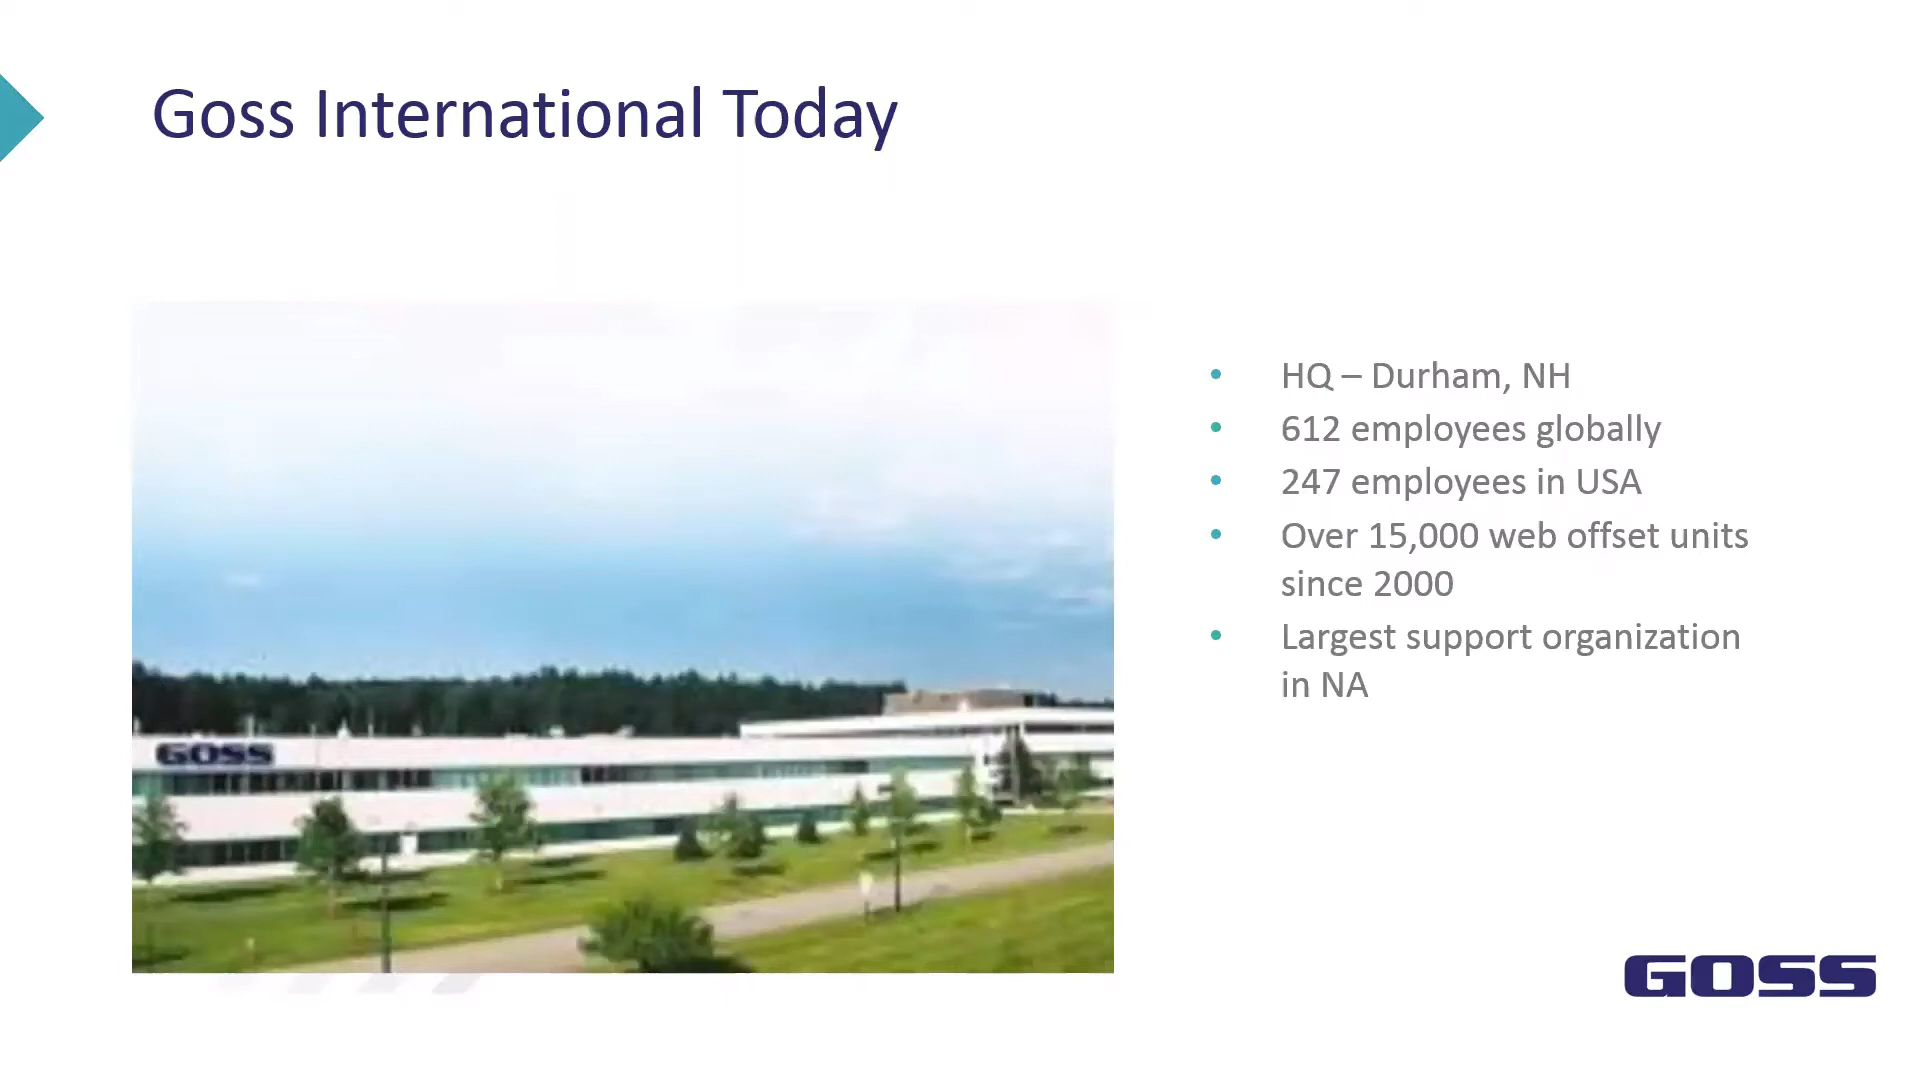 Goss International Today
GOSS
• HQ – Durham, NH
• 612 employees globally
• 247 employees in USA
• Over 15,000 web offset units
since 2000
• Largest support organization
in NA
GOSS